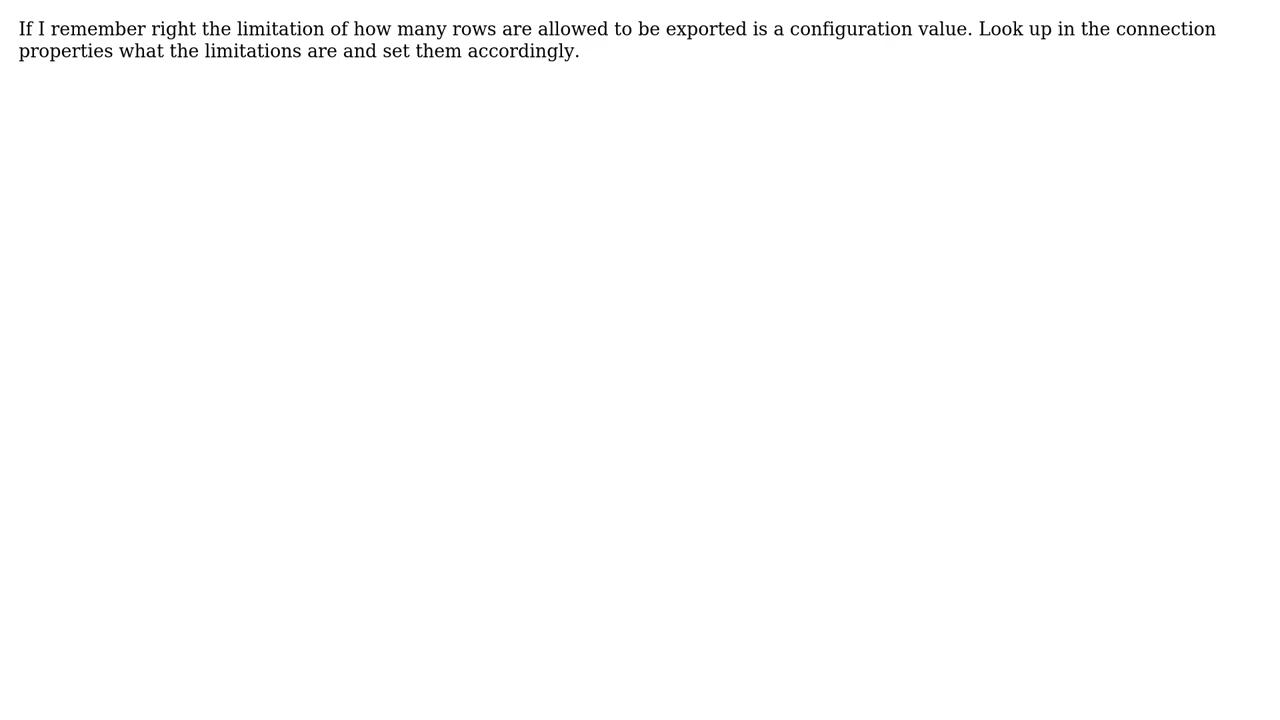 If I remember right the limitation of how many rows are allowed to be exported is a configuration value. Look up in the connection
properties what the limitations are and set them accordingly.